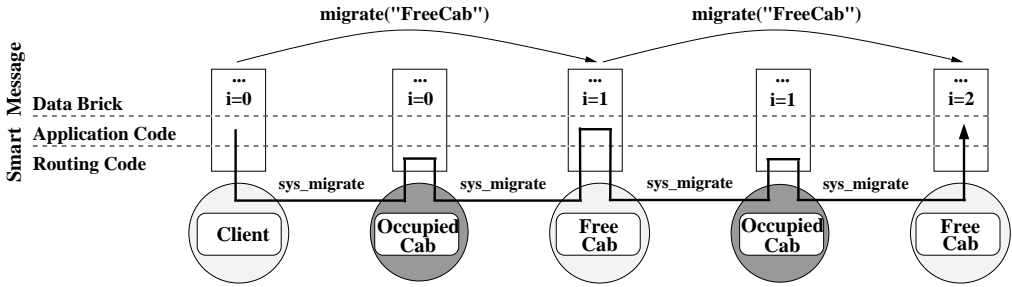 migrate("FreeCab") migrate("FreeCab")
... ... ... ... ...
i=0 i=0 i=1 i=1 i=2
Smart Message
Data Brick
Application Code
Routing Code
sys_migrate sys_migrate sys_migrate sys_migrate
Client
Occupied
Cab
Free
Cab
Occupied
Cab
Free
Cab